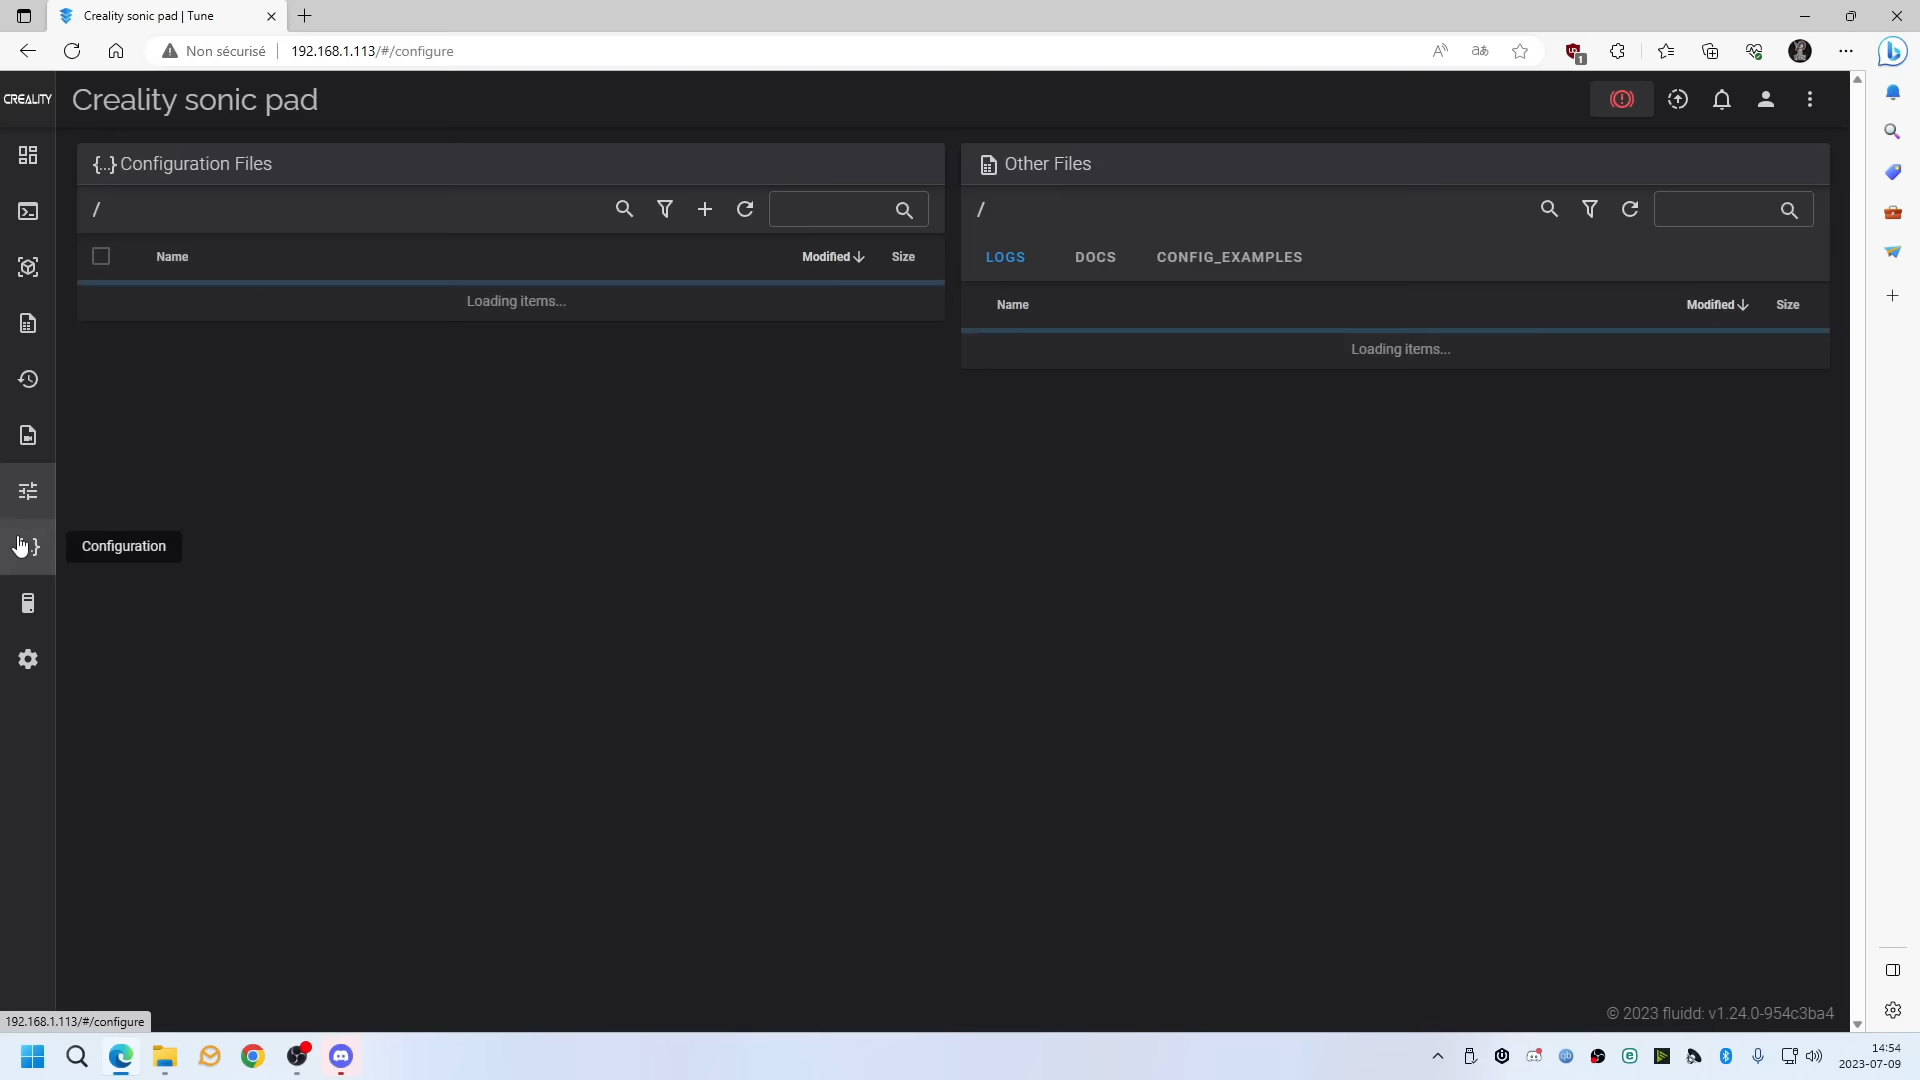 Creality sonic pad | Tune
Non sécurisé
192.168.1.113/#/configure
1
CREALITY
Creality sonic pad
{...} Configuration Files
Other Files
/
/
Name
Modified
Size
LOGS
DOCS
CONFIG_EXAMPLES
Loading items...
Name
Modified
Size
Loading items...
Configuration
© 2023 fluidd: v1.24.0-954c3ba4
192.168.1.113/#/configure
14:54
2023-07-09